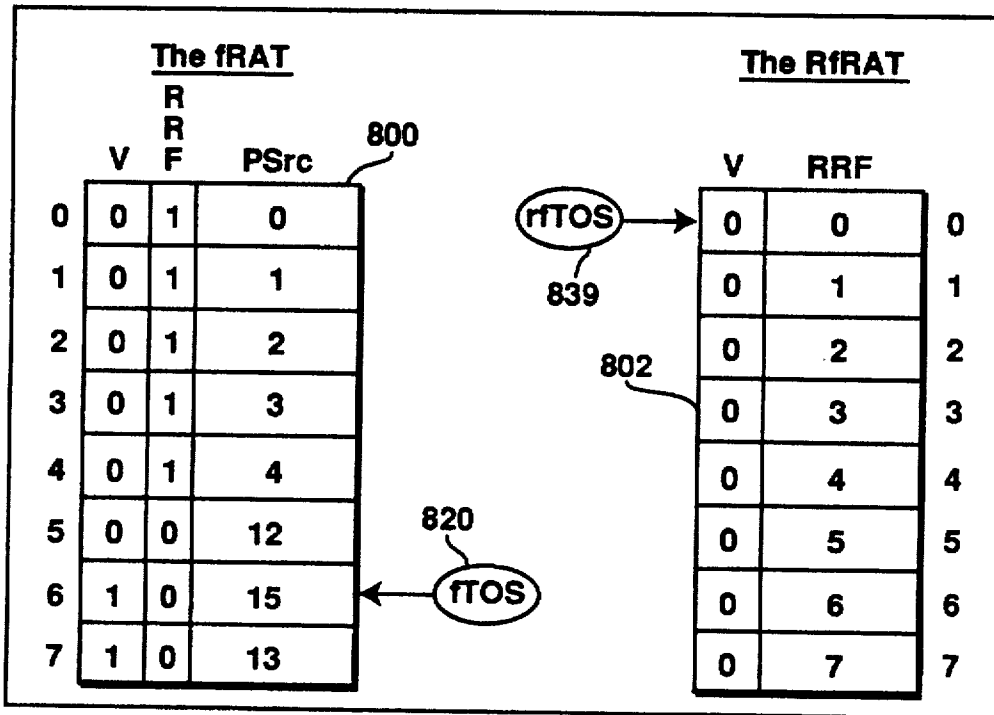 The fRAT
The RfRAT
R
R
V F PSrc
800
V RRF
0 0 1 0
rfTOS
0 0 0
1 0 1 1
839
0 1 1
2 0 1 2
802
0 2 2
3 0 1 3
0 3 3
4 0 1 4
0 4 4
5 0 0 12
820
0 5 5
6 1 0 15
fTOS
0 6 6
7 1 0 13
0 7 7